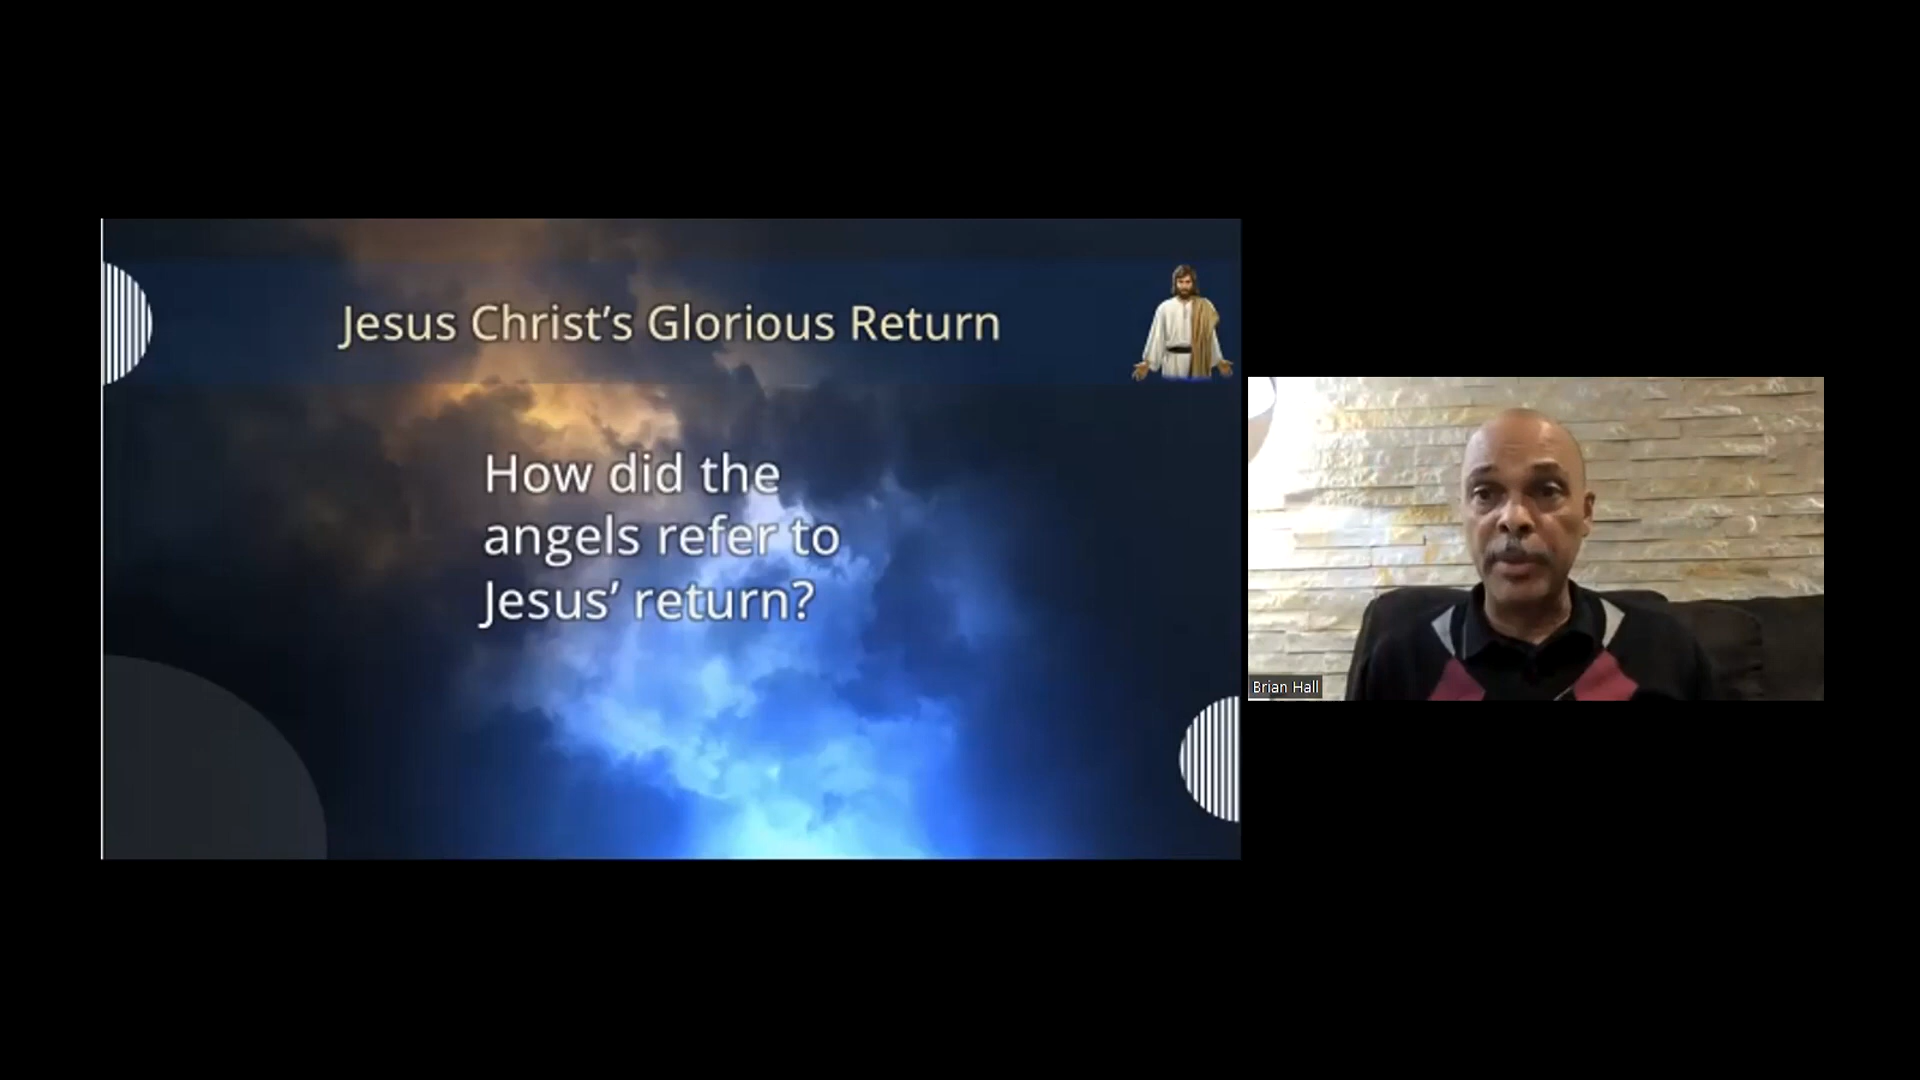 Jesus Christ’s Glorious Return
How did the
angels refer to
Jesus’ return?
Brian Hall